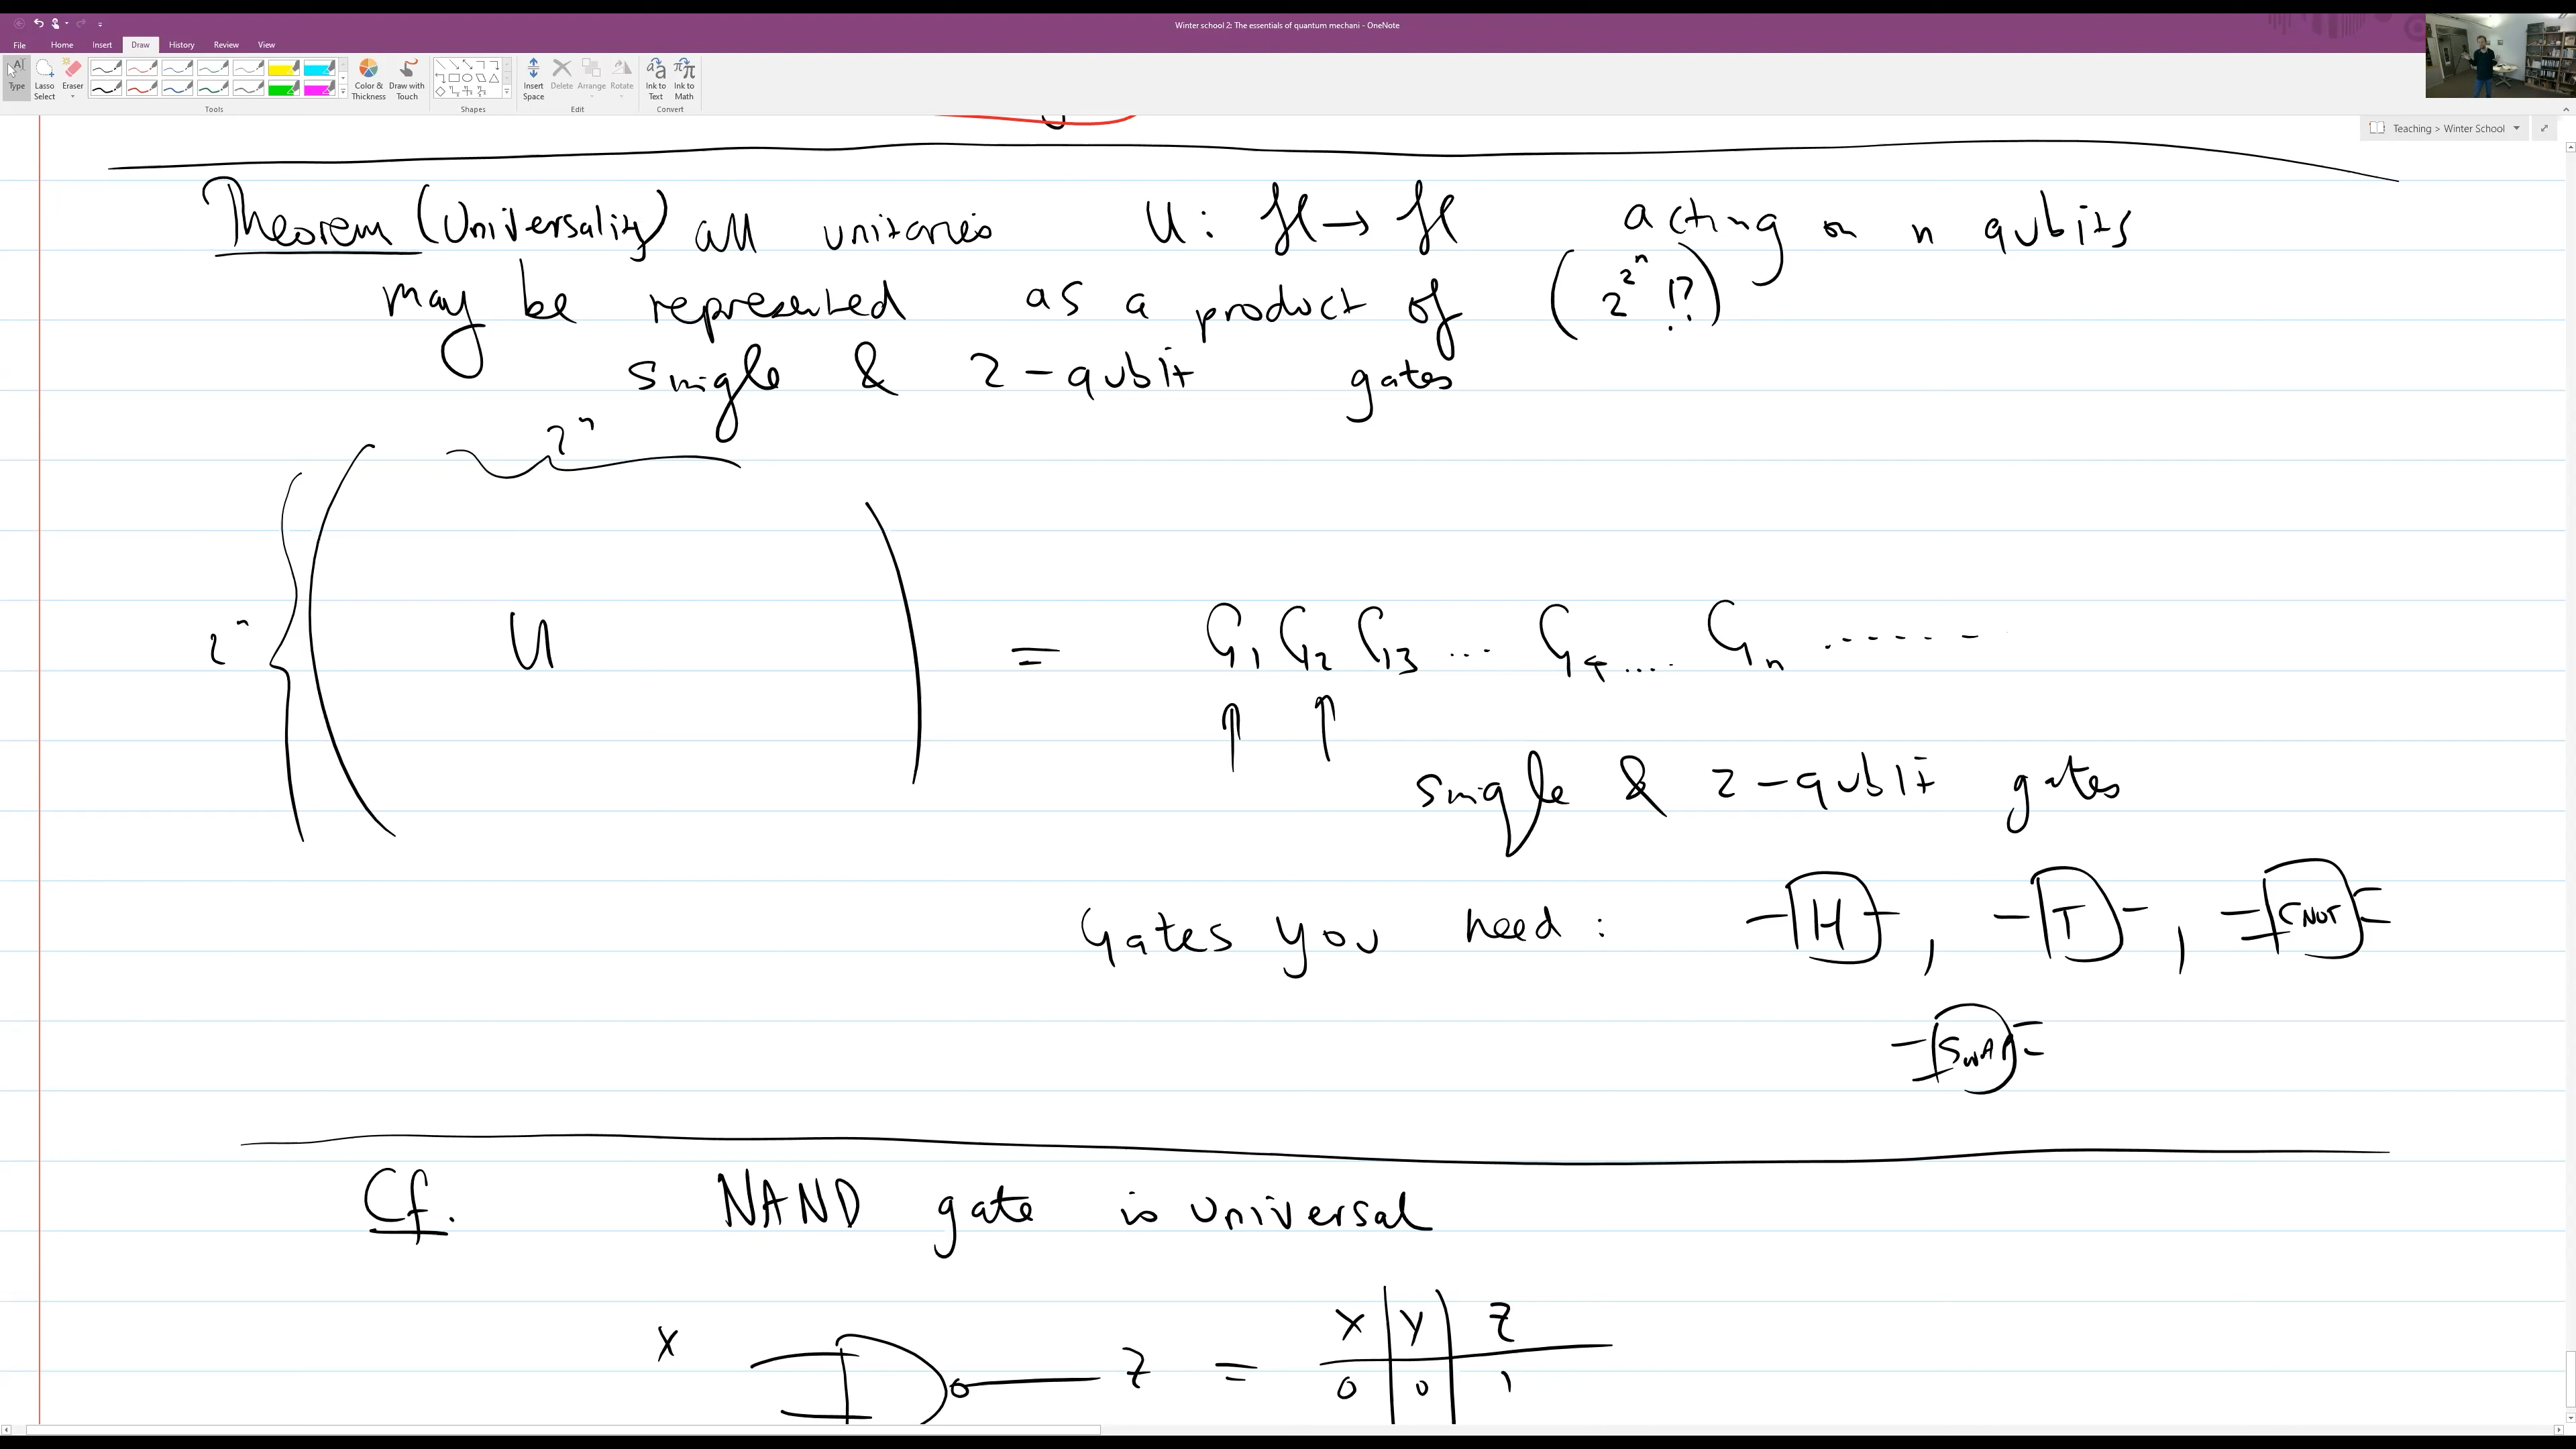 Winter school 2: The essentials of quantum mechani - OneNote
File Home Insert Draw History Review View
Type
Lasso Select
Eraser
Color & Thickness
Draw with Touch
Insert Space
Delete
Arrange
Rotate
Ink to Text
Ink to Math
Tools
Shapes
Edit
Convert
Teaching > Winter School
Theorem (Universality) all unitaries U: H → H acting on n qubits
may be represented as a product of (2^2^n !?)
single & 2-qubit gates
2^n
2^n
U = G1 G2 G13 ... G4 .... Gn .......
↑ ↑
single & 2-qubit gates
Gates you need: H , T , CNOT
SWAP
Cf. NAND gate is universal
X Y Z
X
Z =
0 0 1